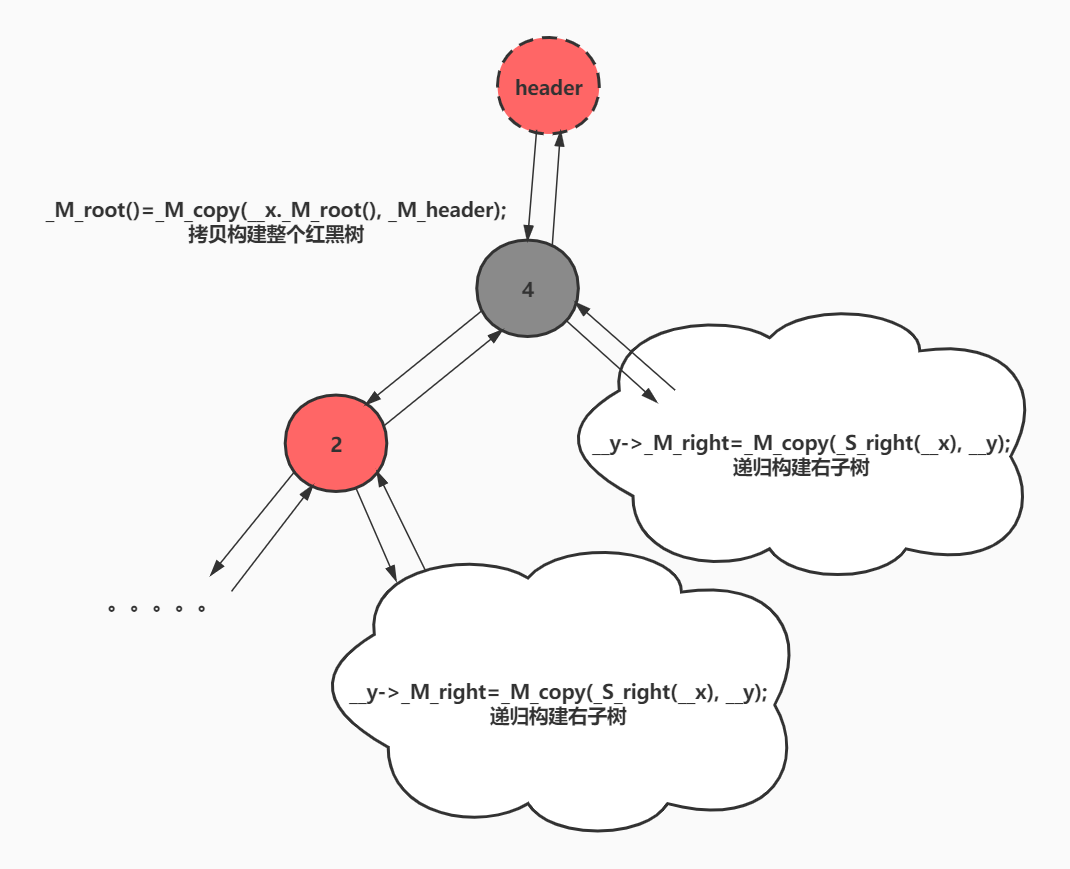 header
_M_root()=_M_copy(__x._M_root(), _M_header);
拷贝构建整个红黑树
4
2
__y->_M_right=_M_copy(_S_right(__x), __y);
递归构建右子树
。。。。。
__y->_M_right=_M_copy(_S_right(__x), __y);
递归构建右子树